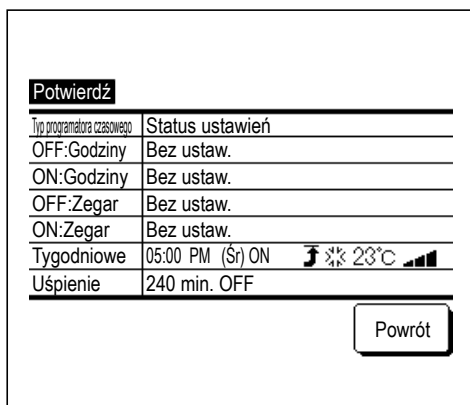 Potwierdź
Typ programatora czasowego Status ustawień
OFF:Godziny Bez ustaw.
ON:Godziny Bez ustaw.
OFF:Zegar Bez ustaw.
ON:Zegar Bez ustaw.
Tygodniowe 05:00 PM (Śr) ON 23°C
Uśpienie 240 min. OFF
Powrót